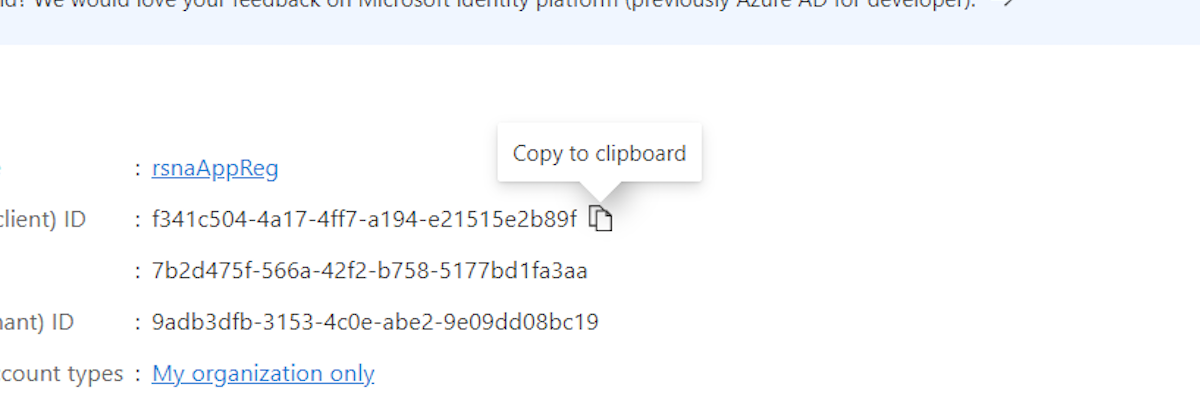 We would love your feedback on Microsoft identity platform (previously Azure AD for developer).
Copy to clipboard
: rsnaAppReg
client) ID : f341c504-4a17-4ff7-a194-e21515e2b89f
: 7b2d475f-566a-42f2-b758-5177bd1fa3aa
nant) ID : 9adb3dfb-3153-4c0e-abe2-9e09dd08bc19
count types : My organization only